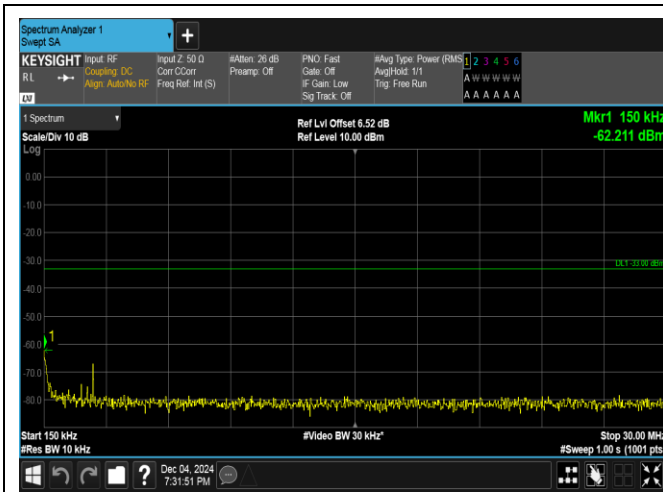 Spectrum Analyzer 1
Swept SA
+
KEYSIGHT
RL
LXI
Input: RF
Coupling: DC
Align: Auto/No RF
Input Z: 50 Ω
Corr CCorr
Freq Ref: Int (S)
#Atten: 26 dB
Preamp: Off
PNO: Fast
Gate: Off
IF Gain: Low
Sig Track: Off
#Avg Type: Power (RMS
Avg|Hold: 1/1
Trig: Free Run
1 2 3 4 5 6
A W W W W W
A A A A A A
1 Spectrum
Scale/Div 10 dB
Ref Lvl Offset 6.52 dB
Ref Level 10.00 dBm
Mkr1 150 kHz
-62.211 dBm
Log
0.00
-10.0
-20.0
-30.0
DL1 -33.00 dBm
-40.0
-50.0
1
-60.0
-70.0
-80.0
Start 150 kHz
#Video BW 30 kHz*
Stop 30.00 MHz
#Res BW 10 kHz
#Sweep 1.00 s (1001 pts
?
Dec 04, 2024
7:31:51 PM